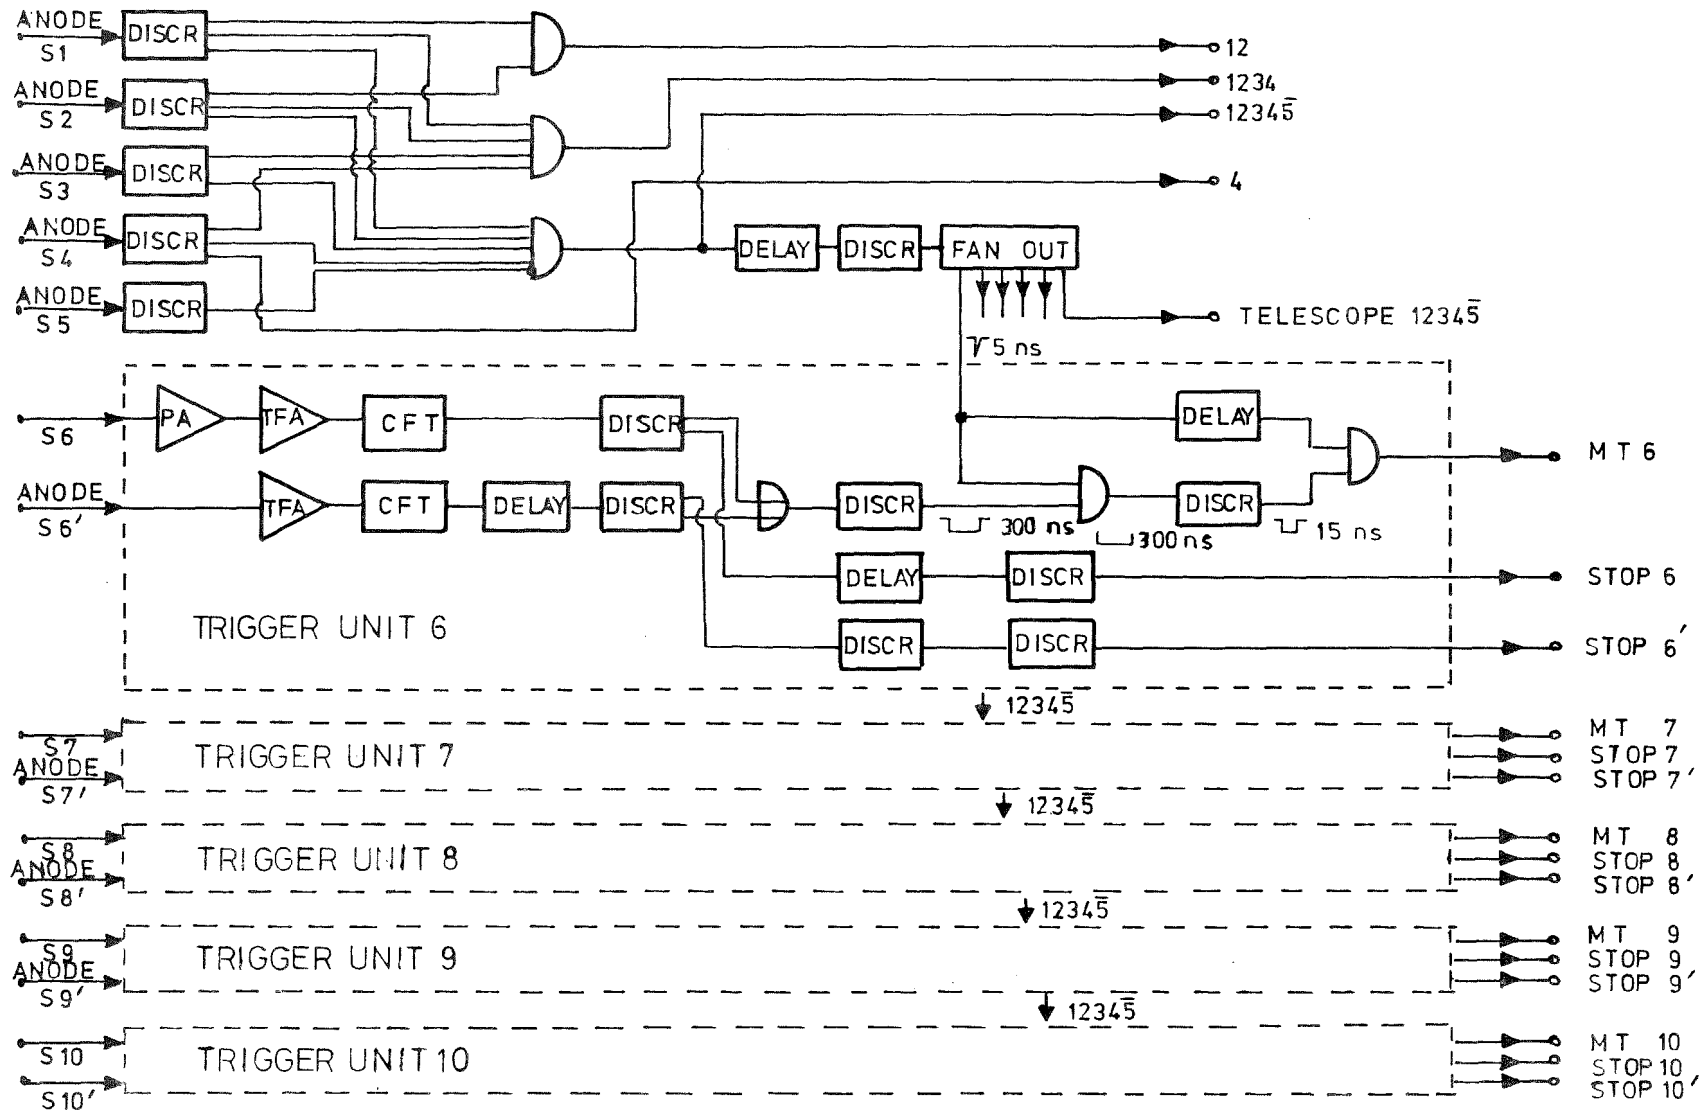 ANODE
S1
DISCR
12
ANODE
S2
DISCR
1234
12345̅
ANODE
S3
DISCR
4
ANODE
S4
DISCR
DELAY
DISCR
FAN OUT
ANODE
S5
DISCR
TELESCOPE 12345̅
5 ns
S6
PA
TFA
CFT
DISCR
DELAY
MT6
ANODE
S6'
TFA
CFT
DELAY
DISCR
DISCR
300 ns
300 ns
DISCR
15 ns
DELAY
DISCR
STOP 6
TRIGGER UNIT 6
DISCR
DISCR
STOP 6'
12345̅
S7
ANODE
S7'
TRIGGER UNIT 7
MT 7
STOP 7
STOP 7'
12345̅
S8
ANODE
S8'
TRIGGER UNIT 8
MT 8
STOP 8
STOP 8'
12345̅
S9
ANODE
S9'
TRIGGER UNIT 9
MT 9
STOP 9
STOP 9'
12345̅
S10
S10'
TRIGGER UNIT 10
MT 10
STOP 10
STOP 10'